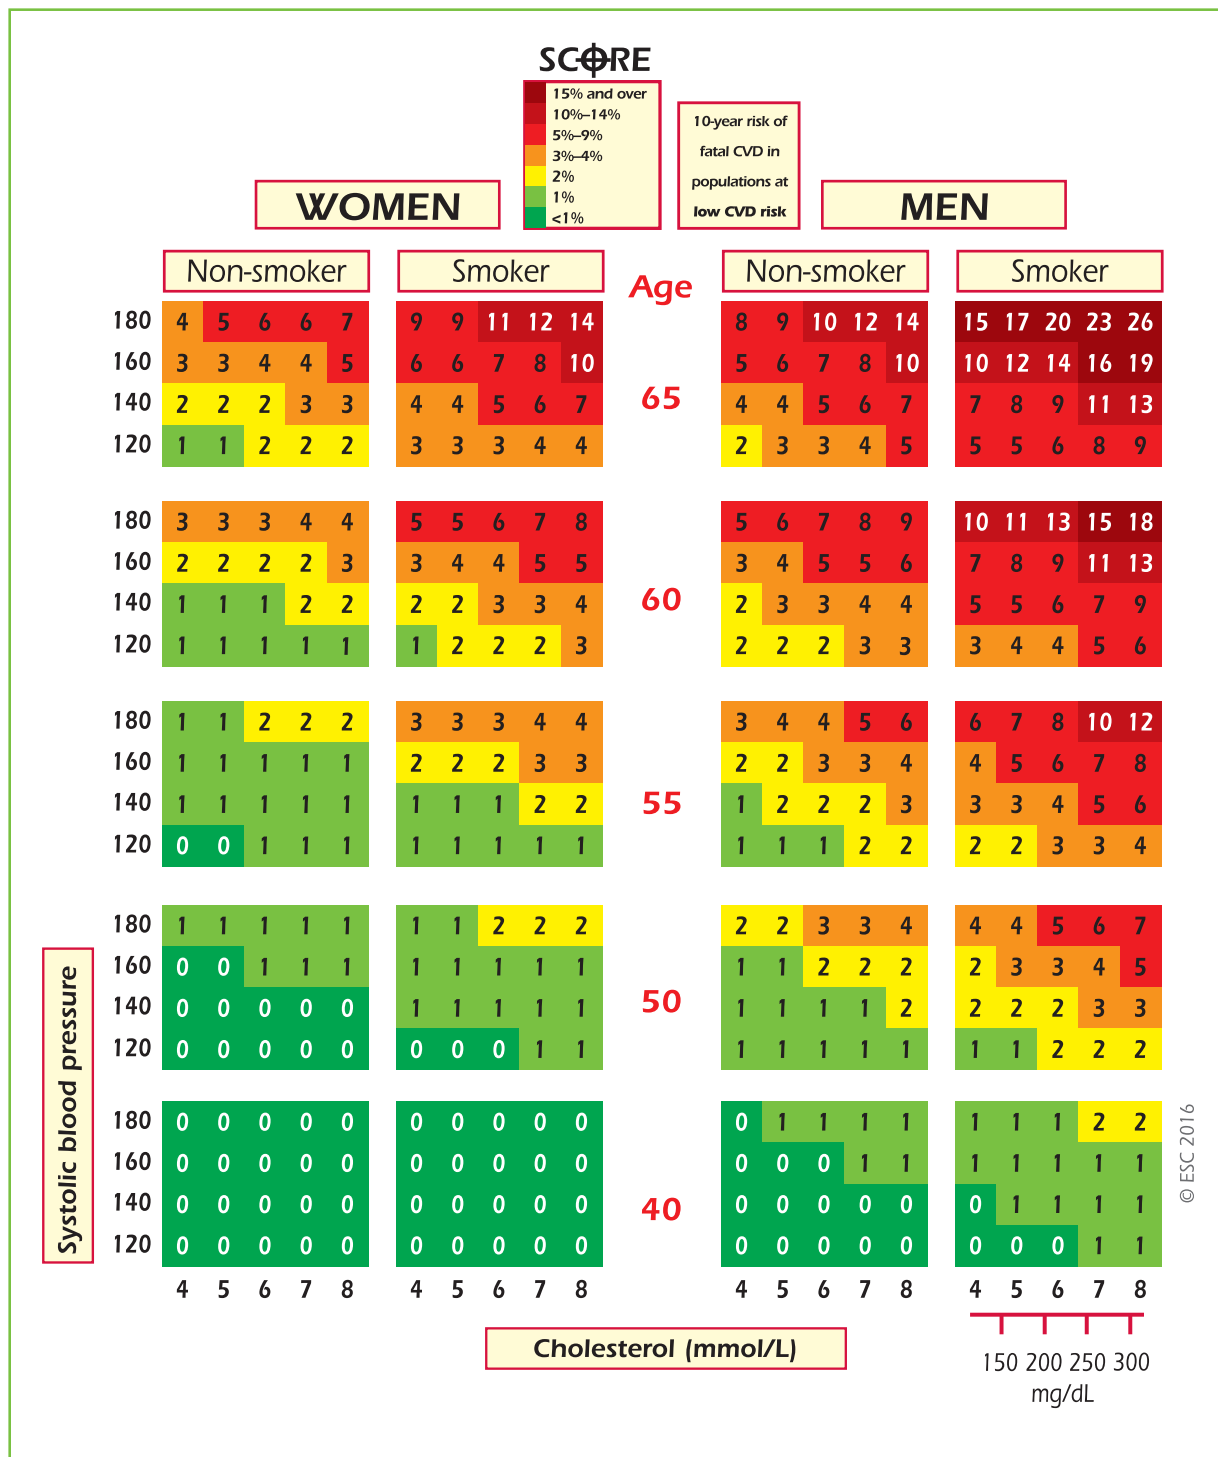 SCORE
15% and over
10%–14%
5%–9%
3%–4%
2%
1%
<1%
10-year risk of
fatal CVD in
populations at
low CVD risk
WOMEN
MEN
Non-smoker Smoker Age Non-smoker Smoker
180 4 5 6 6 7 9 9 11 12 14 8 9 10 12 14 15 17 20 23 26
160 3 3 4 4 5 6 6 7 8 10 5 6 7 8 10 10 12 14 16 19
65
140 2 2 2 3 3 4 4 5 6 7 4 4 5 6 7 7 8 9 11 13
120 1 1 2 2 2 3 3 3 4 4 2 3 3 4 5 5 5 6 8 9
180 3 3 3 4 4 5 5 6 7 8 5 6 7 8 9 10 11 13 15 18
160 2 2 2 2 3 3 4 4 5 5 3 4 5 5 6 7 8 9 11 13
60
140 1 1 1 2 2 2 2 3 3 4 2 3 3 4 4 5 5 6 7 9
120 1 1 1 1 1 1 2 2 2 3 2 2 2 3 3 3 4 4 5 6
180 1 1 2 2 2 3 3 3 4 4 3 4 4 5 6 6 7 8 10 12
160 1 1 1 1 1 2 2 2 3 3 2 2 3 3 4 4 5 6 7 8
55
140 1 1 1 1 1 1 1 1 2 2 1 2 2 2 3 3 3 4 5 6
120 0 0 1 1 1 1 1 1 1 1 1 1 1 2 2 2 2 3 3 4
180 1 1 1 1 1 1 1 2 2 2 2 2 3 3 4 4 4 5 6 7
160 0 0 1 1 1 1 1 1 1 1 1 1 2 2 2 2 3 3 4 5
50
140 0 0 0 0 0 1 1 1 1 1 1 1 1 1 2 2 2 2 3 3
120 0 0 0 0 0 0 0 0 1 1 1 1 1 1 1 1 1 2 2 2
180 0 0 0 0 0 0 0 0 0 0 0 1 1 1 1 1 1 1 2 2
160 0 0 0 0 0 0 0 0 0 0 0 0 0 1 1 1 1 1 1 1
40
140 0 0 0 0 0 0 0 0 0 0 0 0 0 0 0 0 1 1 1 1
120 0 0 0 0 0 0 0 0 0 0 0 0 0 0 0 0 0 0 1 1
4 5 6 7 8 4 5 6 7 8 4 5 6 7 8 4 5 6 7 8
Systolic blood pressure
Cholesterol (mmol/L)
150 200 250 300
mg/dL
© ESC 2016